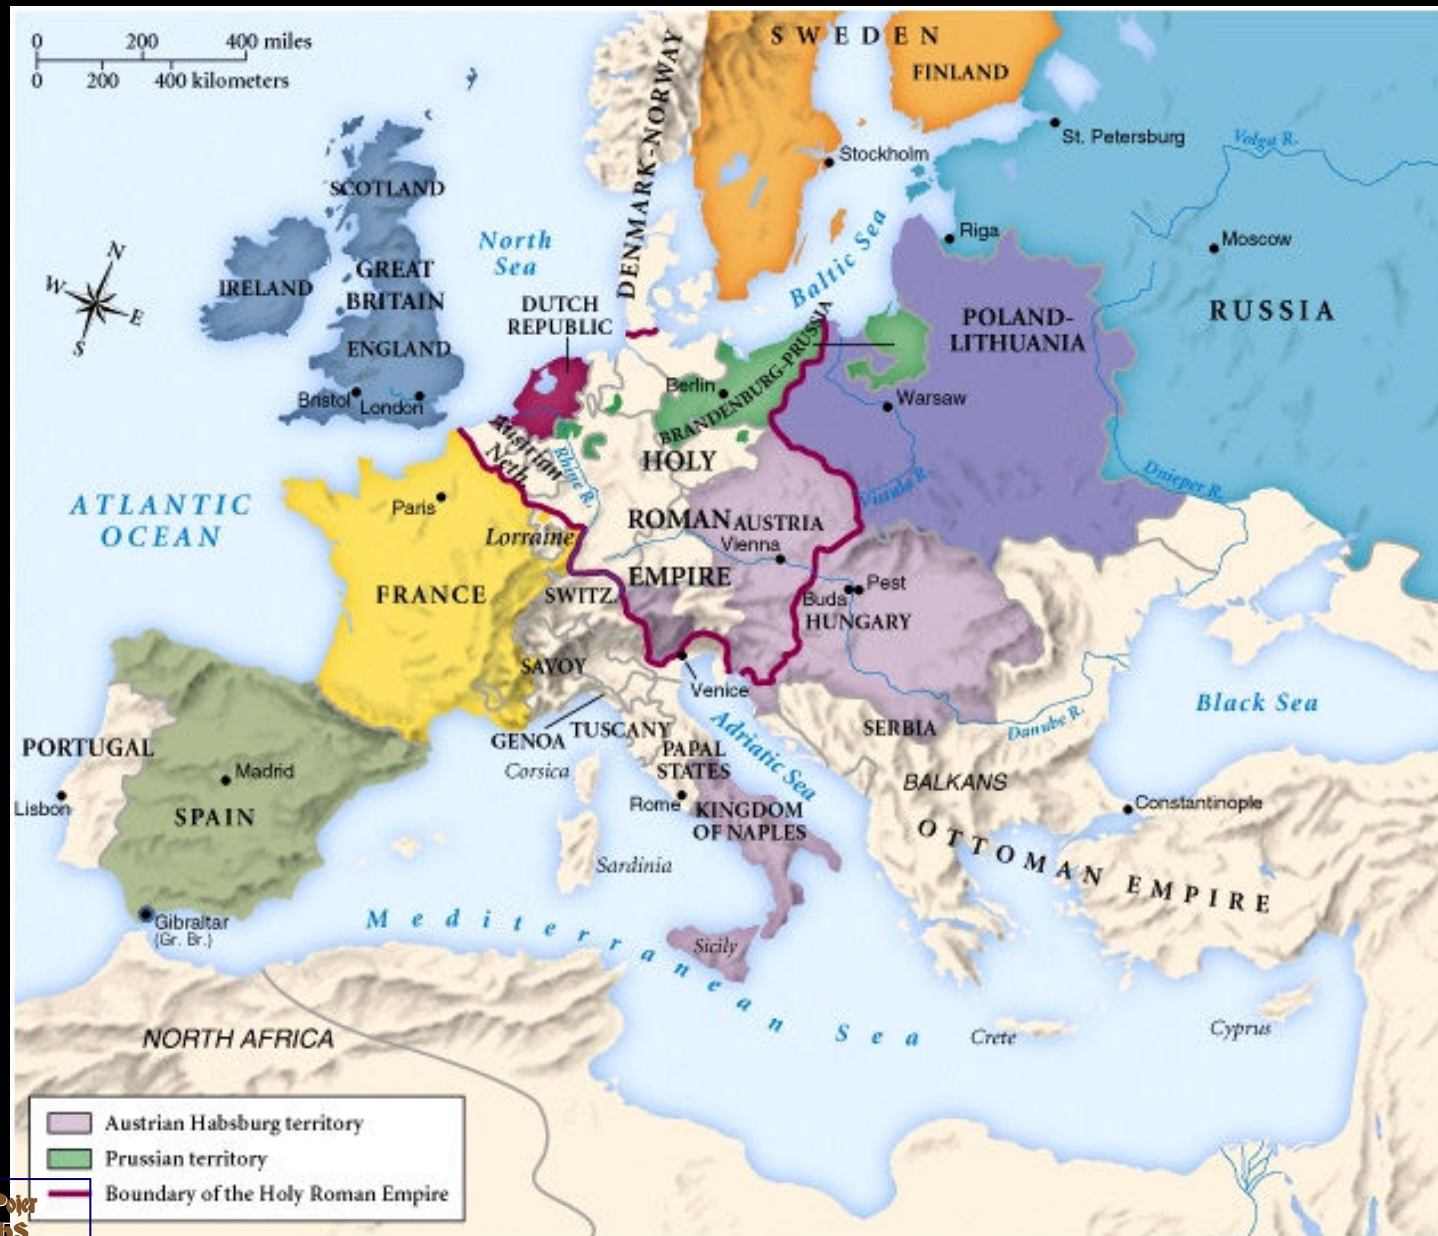 0 200 400 miles
0 200 400 kilometers
SWEDEN
FINLAND
DENMARK-NORWAY
St. Petersburg
Volga R.
Stockholm
SCOTLAND
Baltic Sea
Riga
Moscow
North
Sea
N
W
E
S
IRELAND
GREAT
BRITAIN
DUTCH
REPUBLIC
RUSSIA
POLAND-
LITHUANIA
ENGLAND
Berlin
BRANDENBURG-PRUSSIA
Warsaw
Bristol
London
Austrian
Neth.
Rhine R.
HOLY
ROMAN
EMPIRE
Vistula R.
Dnieper R.
ATLANTIC
OCEAN
Paris
Lorraine
AUSTRIA
Vienna
FRANCE
SWITZ.
Buda
Pest
HUNGARY
SAVOY
Venice
Black Sea
PORTUGAL
GENOA
TUSCANY
Adriatic Sea
SERBIA
Danube R.
Corsica
PAPAL
STATES
BALKANS
Madrid
Lisbon
SPAIN
Rome
KINGDOM
OF NAPLES
Constantinople
OTTOMAN EMPIRE
Sardinia
Gibraltar
(Gr. Br.)
Mediterranean Sea
Sicily
NORTH AFRICA
Crete
Cyprus
Austrian Habsburg territory
Prussian territory
Boundary of the Holy Roman Empire